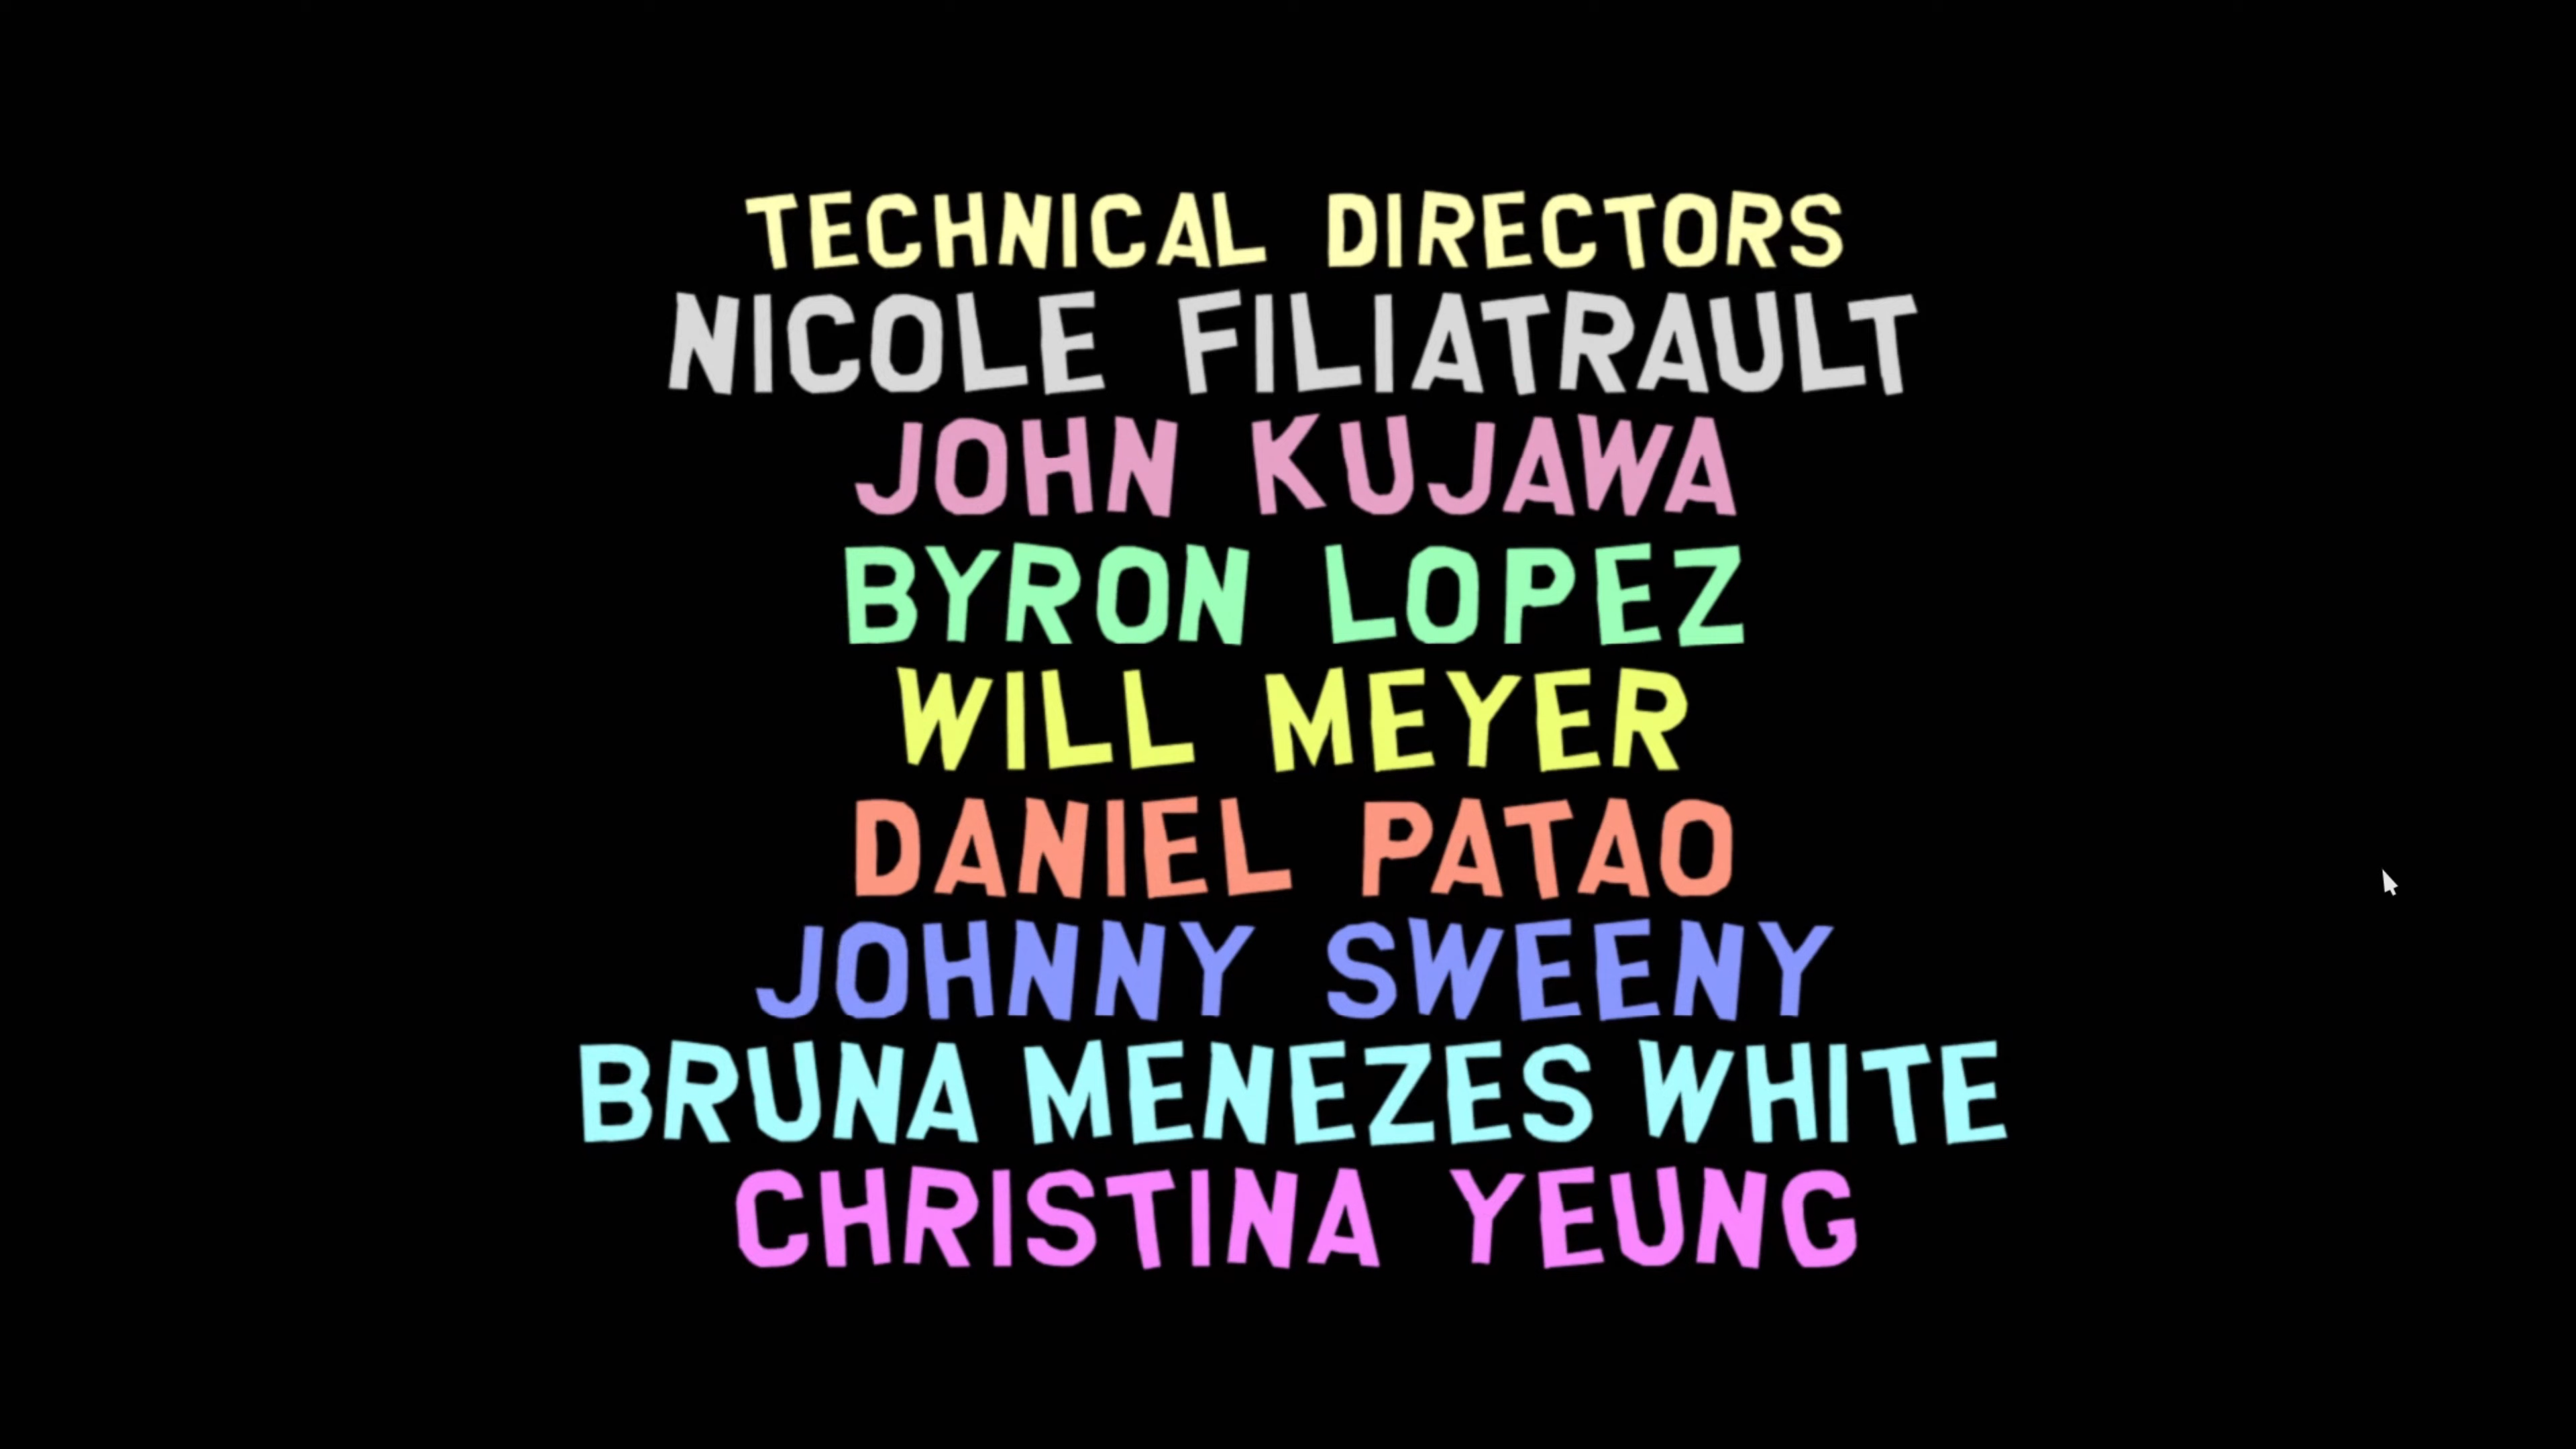 TECHNICAL DIRECTORS
NICOLE FILIATRAULT
JOHN KUJAWA
BYRON LOPEZ
WILL MEYER
DANIEL PATAO
JOHNNY SWEENY
BRUNA MENEZES WHITE
CHRISTINA YEUNG